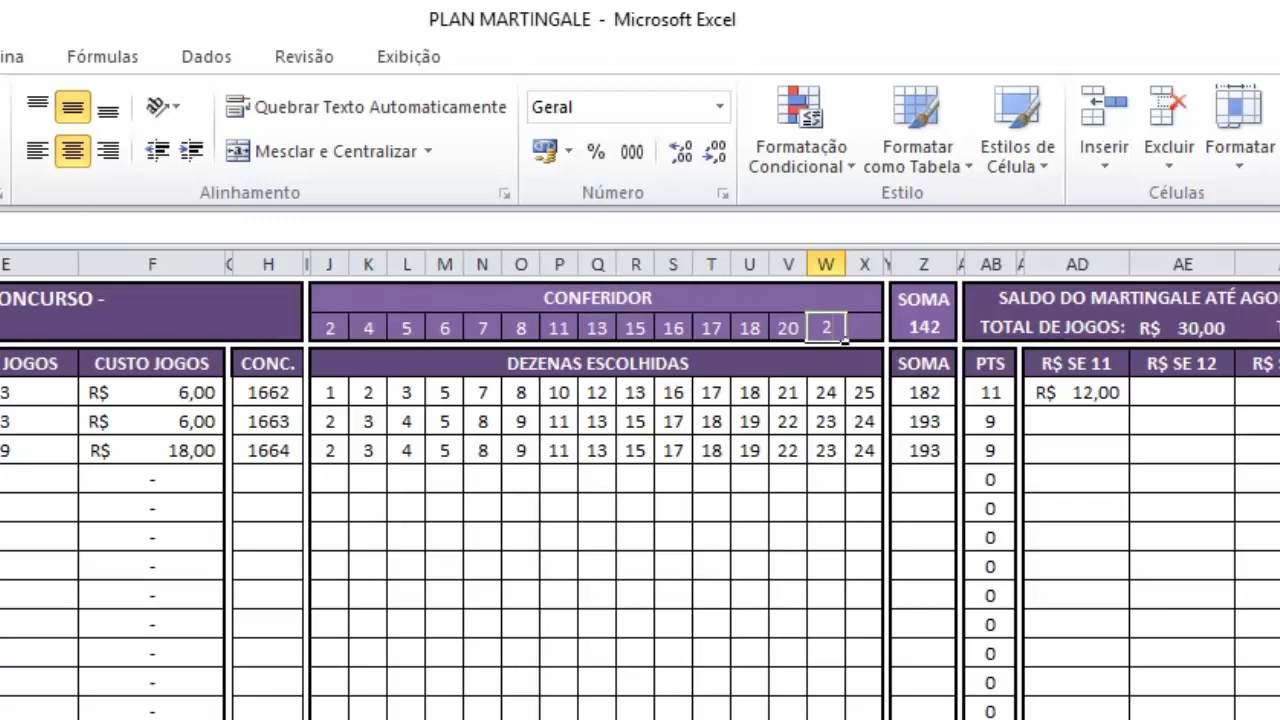 PLAN MARTINGALE - Microsoft Excel
ina Fórmulas Dados Revisão Exibição
Quebrar Texto Automaticamente Geral
Mesclar e Centralizar % 000 ,00 ,00
Formatação Condicional Formatar como Tabela Estilos de Célula Inserir Excluir Formatar
Alinhamento Número Estilo Células
E F G H I J K L M N O P Q R S T U V W X Y Z A AB A AD AE
ONCURSO - CONFERIDOR SOMA SALDO DO MARTINGALE ATÉ AGO
2 4 5 6 7 8 11 13 15 16 17 18 20 2 142 TOTAL DE JOGOS: R$ 30,00
JOGOS CUSTO JOGOS CONC. DEZENAS ESCOLHIDAS SOMA PTS R$ SE 11 R$ SE 12 R$
3 R$ 6,00 1662 1 2 3 5 7 8 10 12 13 16 17 18 21 24 25 182 11 R$ 12,00
3 R$ 6,00 1663 2 3 4 5 8 9 11 13 15 17 18 19 22 23 24 193 9
9 R$ 18,00 1664 2 3 4 5 8 9 11 13 15 17 18 19 22 23 24 193 9
- 0
- 0
- 0
- 0
- 0
- 0
- 0
- 0
- 0